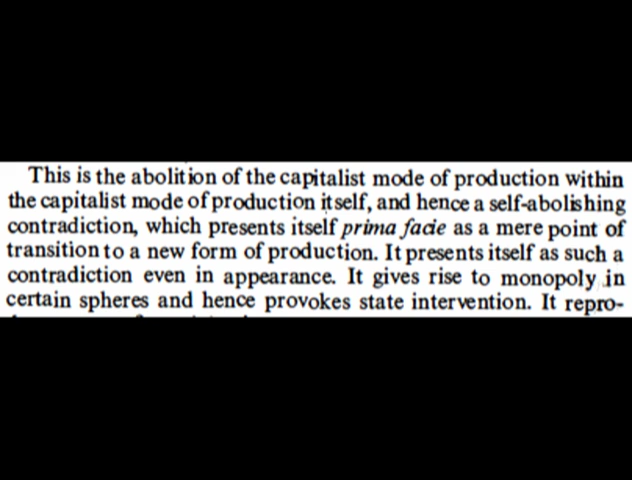 This is the abolition of the capitalist mode of production within
the capitalist mode of production itself, and hence a self-abolishing
contradiction, which presents itself prima facie as a mere point of
transition to a new form of production. It presents itself as such a
contradiction even in appearance. It gives rise to monopoly in
certain spheres and hence provokes state intervention. It repro-